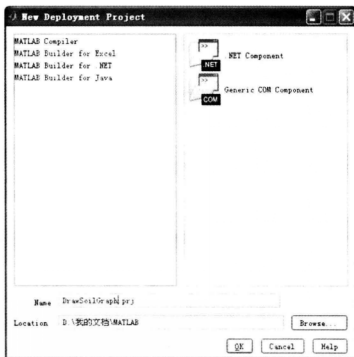 New Deployment Project
MATLAB Compiler
MATLAB Builder for Excel
MATLAB Builder for .NET
MATLAB Builder for Java
.NET Component
NET
Generic COM Component
COM
Name DrawSoilGraph.prj
Location D:\我的文档\MATLAB
Browse...
OK Cancel Help